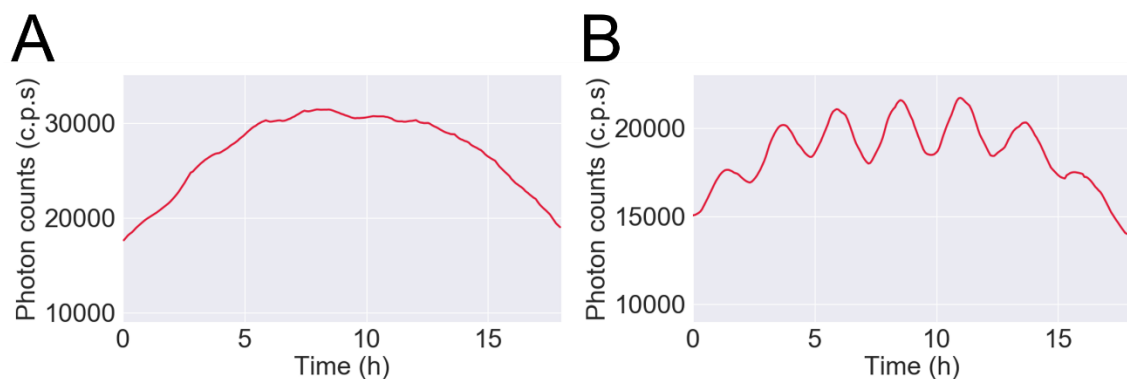 A
Photon counts (c.p.s)
30000
20000
10000
0 5 10 15
Time (h)
B
Photon counts (c.p.s)
20000
15000
10000
0 5 10 15
Time (h)